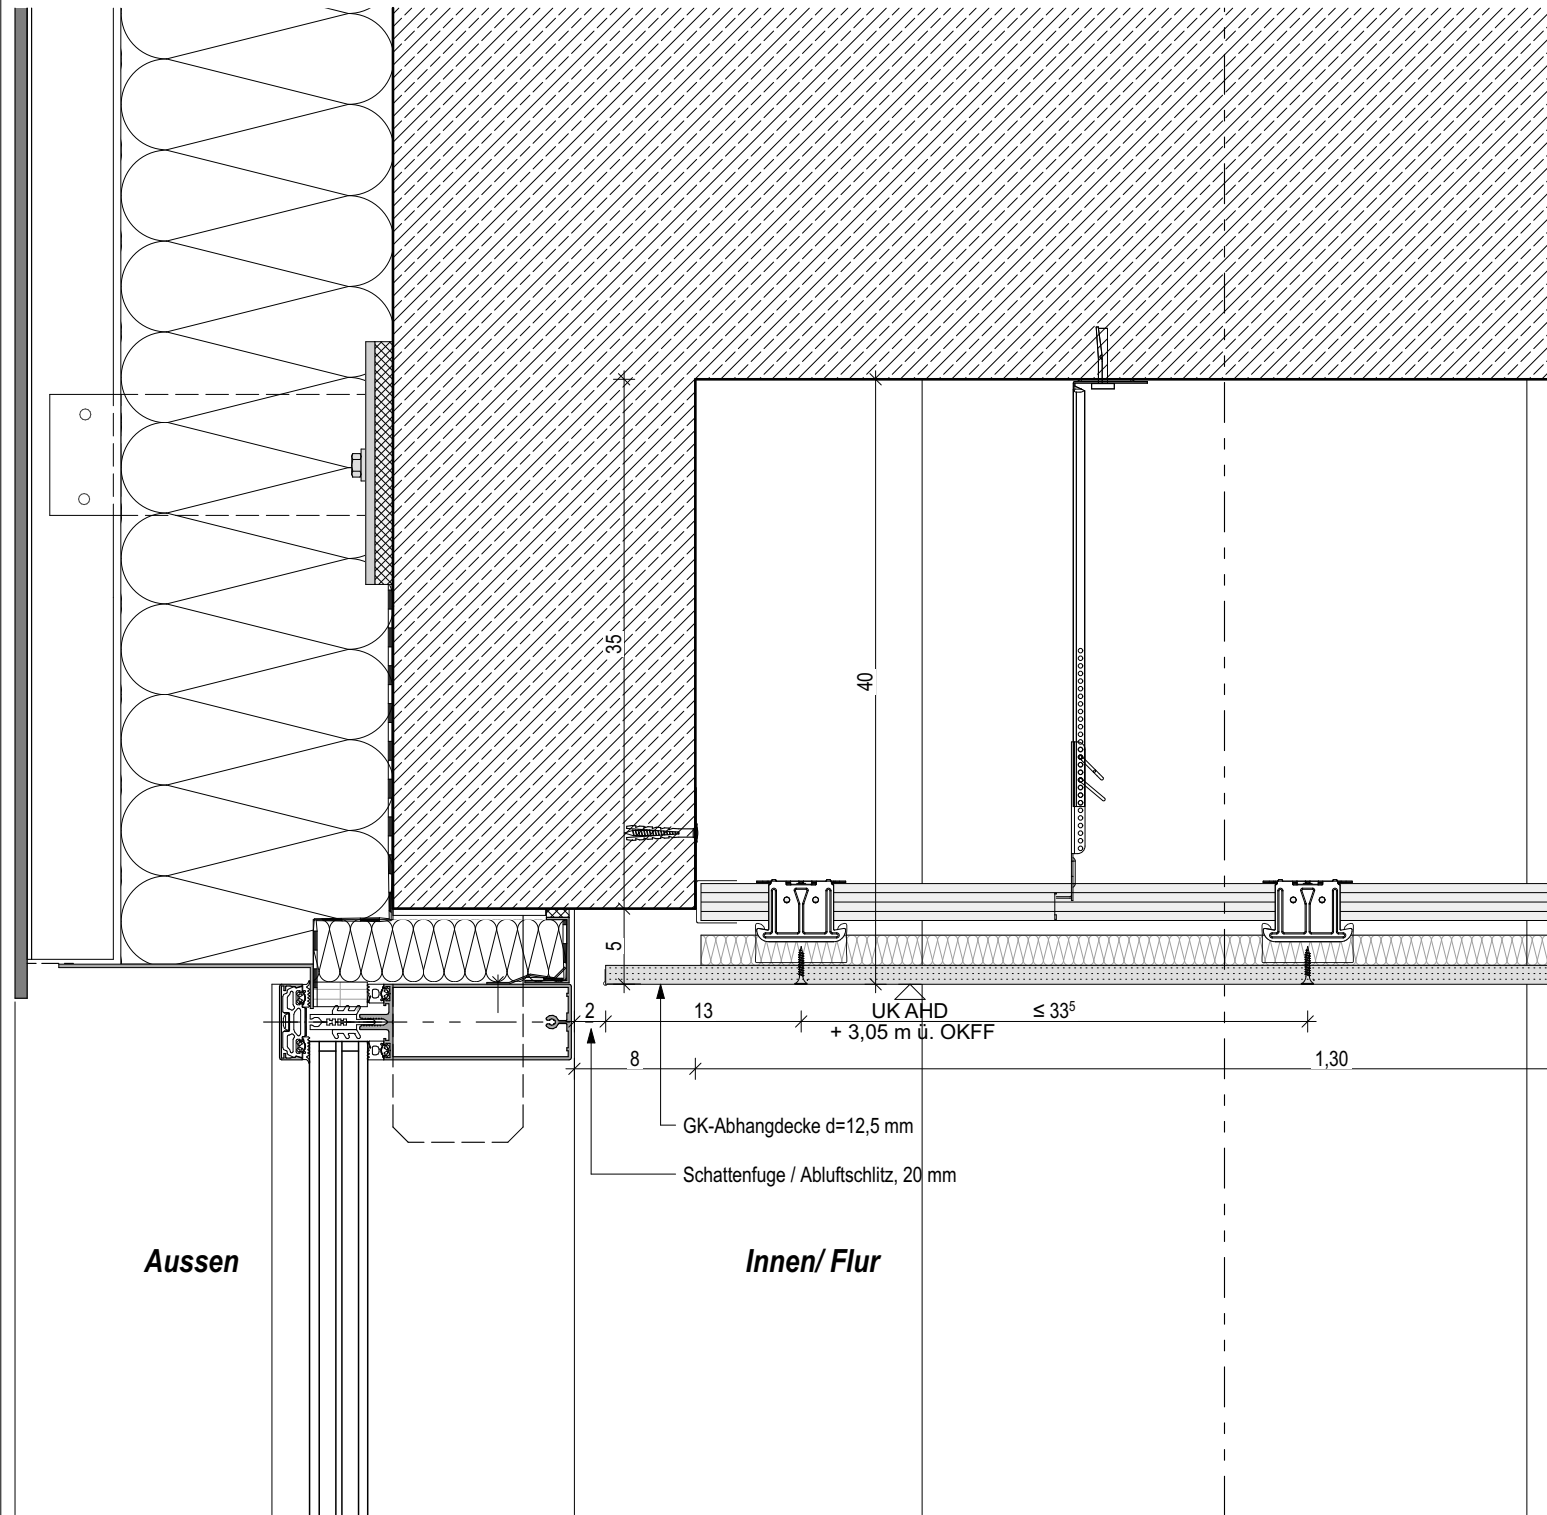 35
40
5
2
13
UK AHD
≤ 33⁵
+ 3,05 m ü. OKFF
8
1,30
GK-Abhangdecke d=12,5 mm
Schattenfuge / Abluftschlitz, 20 mm
Aussen
Innen/ Flur